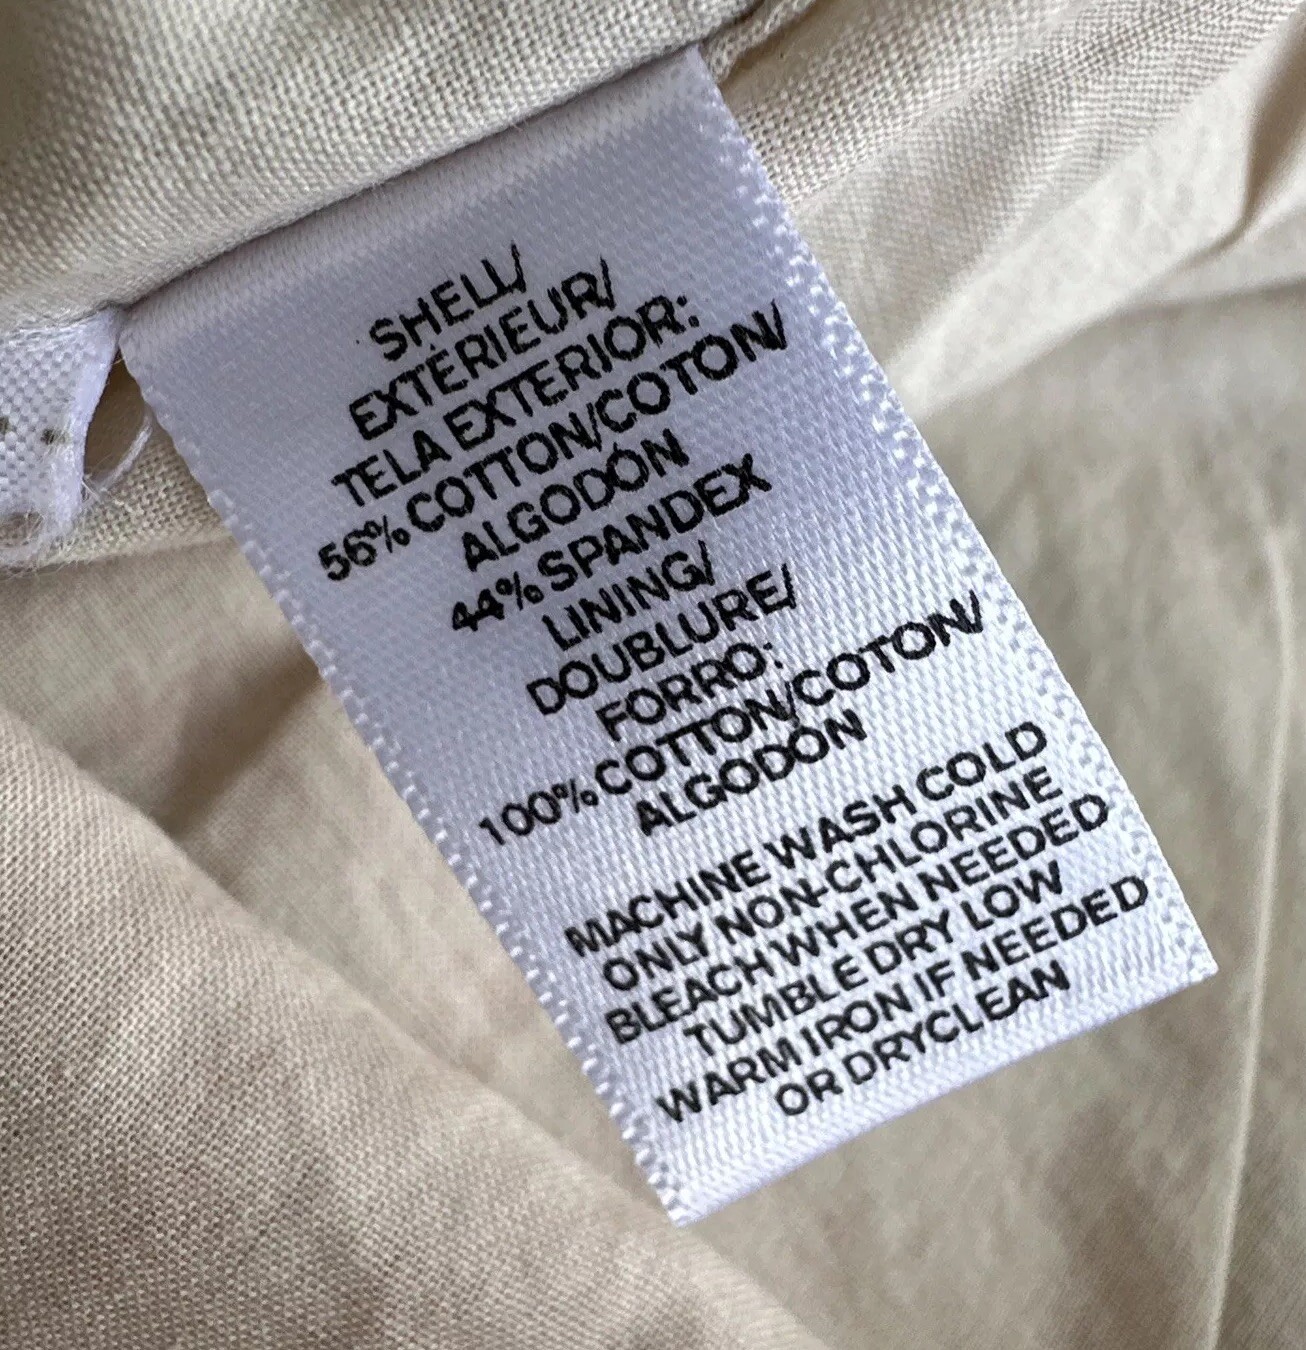 SHELL/
EXTERIEUR/
TELA EXTERIOR:
56% COTTON/COTON/
ALGODÓN
44% SPANDEX
LINING/
DOUBLURE/
FORRO:
100% COTTON/COTON/
ALGODÓN
MACHINE WASH COLD
ONLY NON-CHLORINE
BLEACH WHEN NEEDED
TUMBLE DRY LOW
WARM IRON IF NEEDED
OR DRYCLEAN